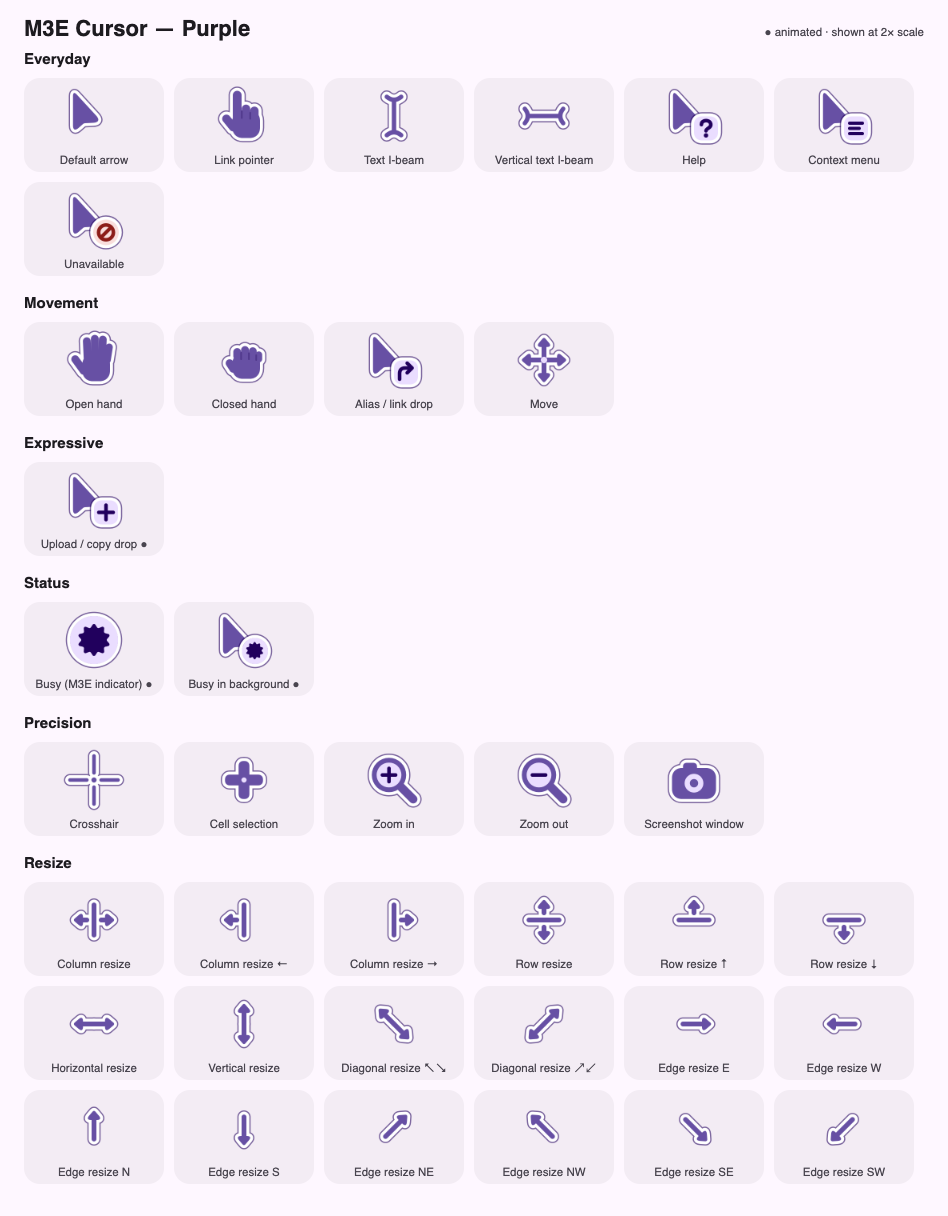 M3E Cursor — Purple
● animated · shown at 2× scale
Everyday
Default arrow
Link pointer
Text I-beam
Vertical text I-beam
Help
Context menu
Unavailable
Movement
Open hand
Closed hand
Alias / link drop
Move
Expressive
Upload / copy drop ●
Status
Busy (M3E indicator) ●
Busy in background ●
Precision
Crosshair
Cell selection
Zoom in
Zoom out
Screenshot window
Resize
Column resize
Column resize ←
Column resize →
Row resize
Row resize ↑
Row resize ↓
Horizontal resize
Vertical resize
Diagonal resize ↖↘
Diagonal resize ↗↙
Edge resize E
Edge resize W
Edge resize N
Edge resize S
Edge resize NE
Edge resize NW
Edge resize SE
Edge resize SW